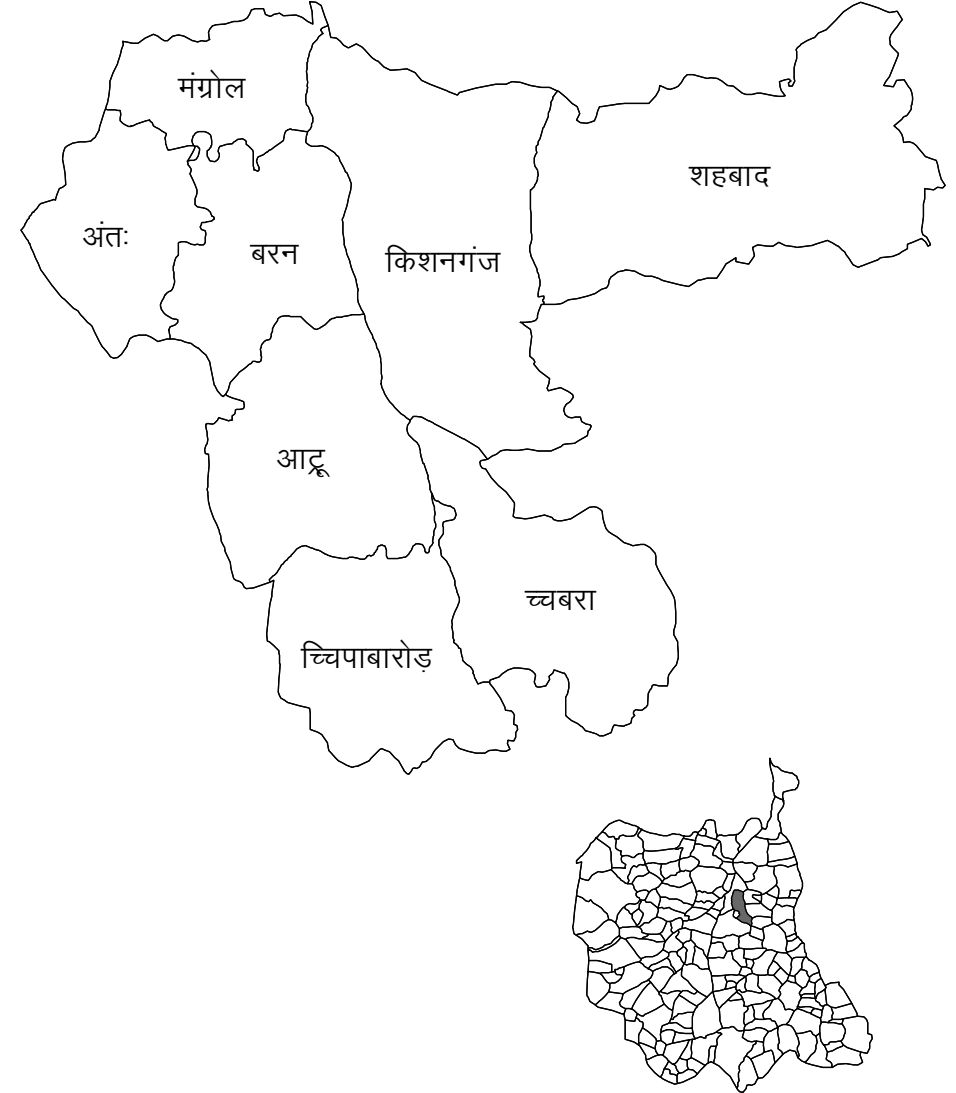 मंग्रोल
शहबाद
अंतः
बरन
किशनगंज
आट्रू
च्चबरा
च्चिपाबारोड़